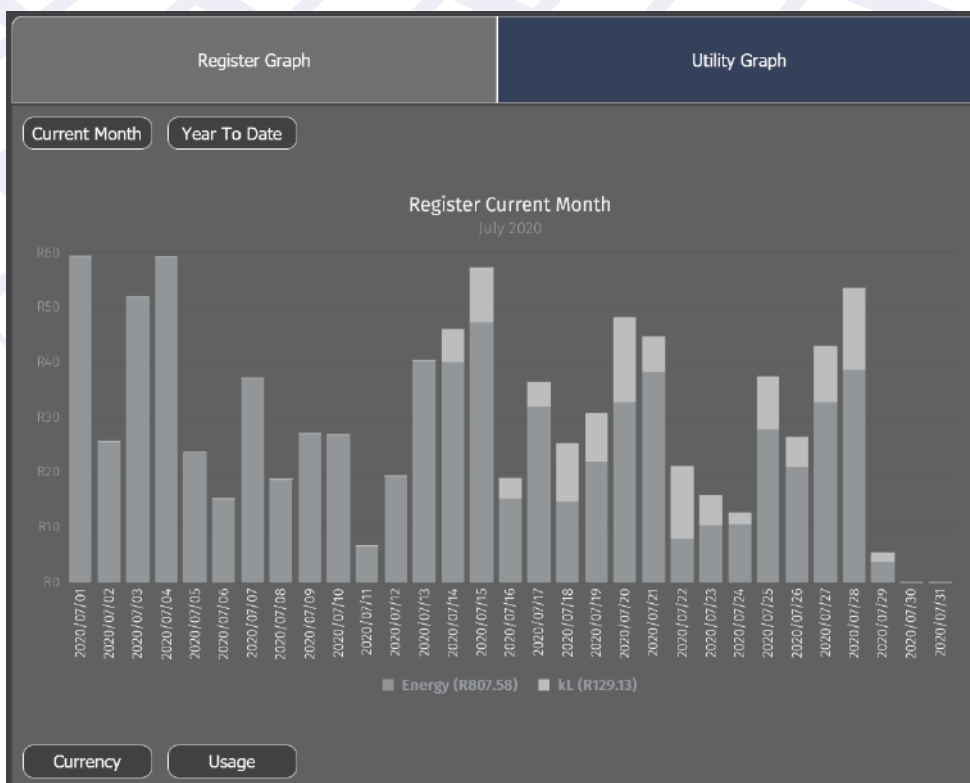 Register Graph
Utility Graph
Current Month
Year To Date
Register Current Month
July 2020
R60
R50
R40
R30
R20
R10
R0
2020/07/01
2020/07/02
2020/07/03
2020/07/04
2020/07/05
2020/07/06
2020/07/07
2020/07/08
2020/07/09
2020/07/10
2020/07/11
2020/07/12
2020/07/13
2020/07/14
2020/07/15
2020/07/16
2020/07/17
2020/07/18
2020/07/19
2020/07/20
2020/07/21
2020/07/22
2020/07/23
2020/07/24
2020/07/25
2020/07/26
2020/07/27
2020/07/28
2020/07/29
2020/07/30
2020/07/31
Energy (R807.58)
kL (R129.13)
Currency
Usage